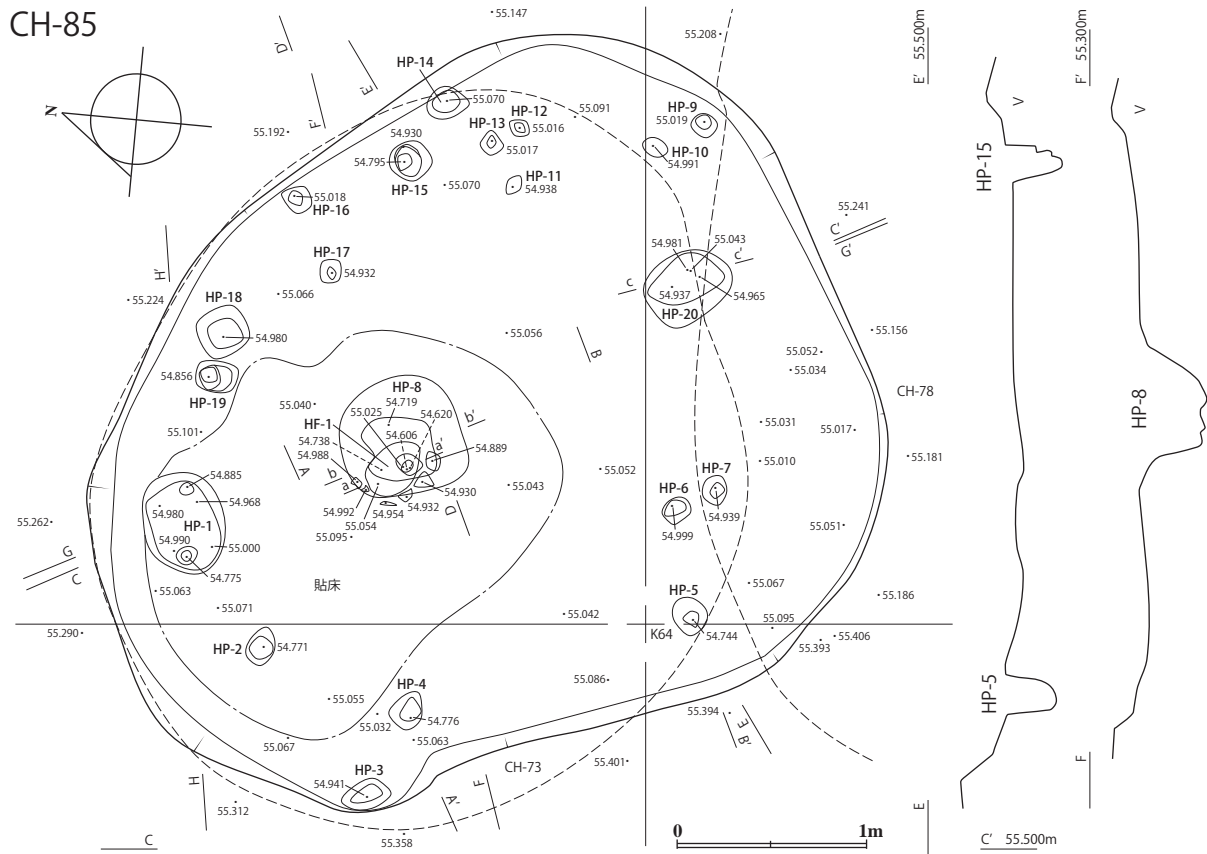 CH-85
N
D'
E'
F'
H'
55.147
55.208
HP-14
55.070
55.192
54.930
HP-13
HP-12
55.016
55.091
HP-9
55.019
55.017
HP-10
54.991
54.795
HP-15
55.070
HP-11
54.938
55.018
HP-16
55.241
C'
G'
HP-17
54.932
54.981
55.043
c
c'
54.937
54.965
HP-20
55.224
55.066
HP-18
54.980
55.056
B
55.156
55.052
55.034
CH-78
54.856
HP-19
HP-8
54.719
55.040
55.025
54.620
b'
HF-1
54.606
a'
54.738
54.889
54.988
55.101
A
b
a
55.031
55.017
55.181
55.010
55.052
54.885
54.968
54.980
HP-1
54.990
55.000
54.775
54.930
54.932
54.992
54.954
55.054
D
55.043
55.095
HP-7
HP-6
54.939
54.999
55.051
55.262
G
C
55.063
貼床
55.071
55.067
55.186
HP-5
55.042
K64
54.744
55.095
55.406
55.393
55.290
HP-2
54.771
HP-4
55.055
55.032
54.776
55.086
55.394
E
B'
55.067
55.063
HP-3
54.941
CH-73
55.401
H
A'
F
55.312
55.358
C
0
1m
E' 55.500m
F' 55.300m
V
V
HP-15
HP-8
HP-5
E
F
C' 55.500m